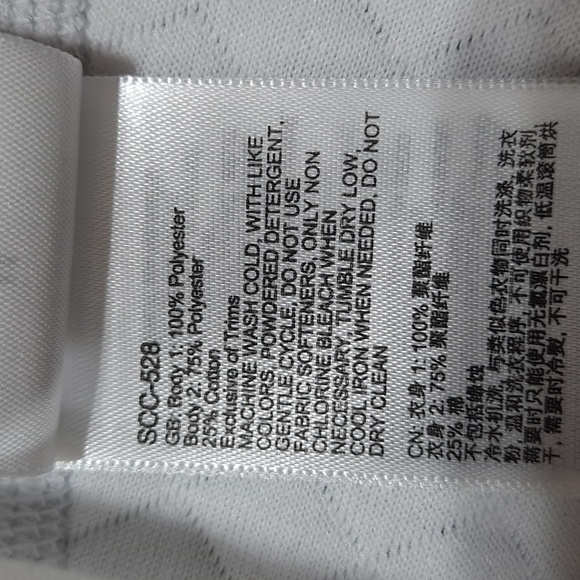 SCC-528
GB: Body 1: 100% Polyester
Body 2: 75% Polyester
25% Cotton
Exclusive of Trims
MACHINE WASH COLD, WITH LIKE
COLORS, POWDERED DETERGENT,
GENTLE CYCLE, DO NOT USE
FABRIC SOFTENERS, ONLY NON
CHLORINE BLEACH WHEN
NECESSARY, TUMBLE DRY LOW,
COOL IRON WHEN NEEDED, DO NOT
DRY CLEAN
CN: 衣身 1: 100% 聚酯纤维
衣身 2: 75% 聚酯纤维
25% 棉
不包括缝蚀
冷水机洗, 与类似色衣物同时洗涤, 洗衣
粉, 温和洗衣程序, 不可使用织物柔软剂,
需要时只能使用无氯漂白剂, 低温滚筒烘
干, 需要时冷熨, 不可干洗